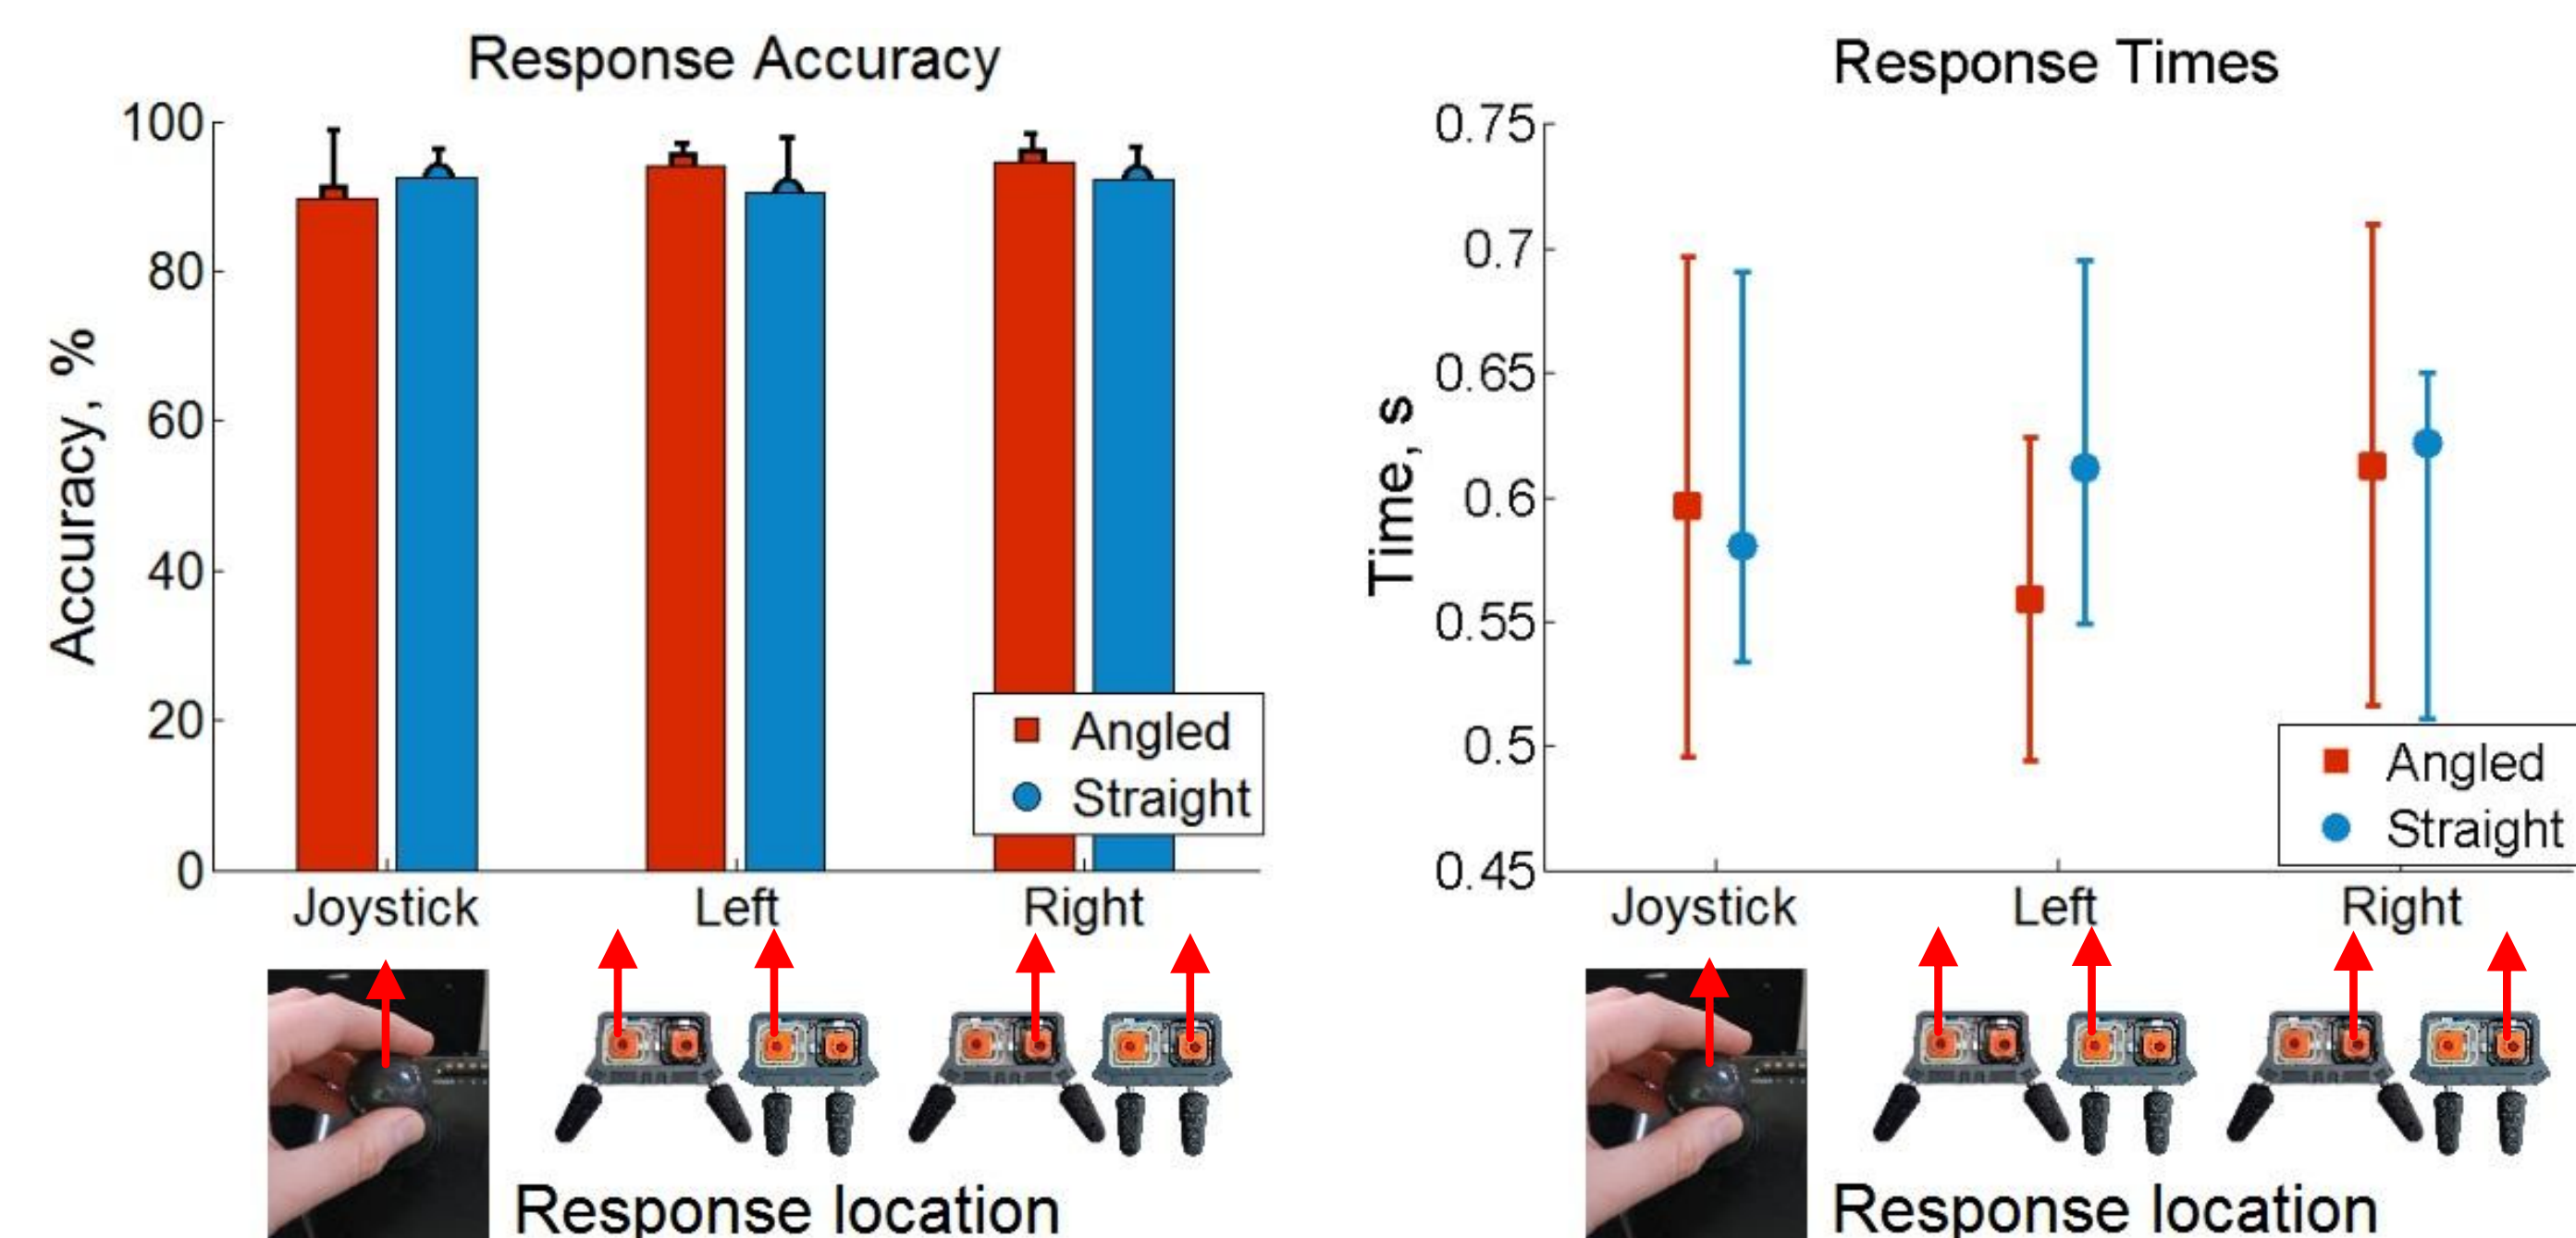 Response Accuracy
Accuracy, %
100
80
60
40
20
0
Angled
Straight
Joystick
Left
Right
Response location
Response Times
Time, s
0.75
0.7
0.65
0.6
0.55
0.5
0.45
Angled
Straight
Joystick
Left
Right
Response location